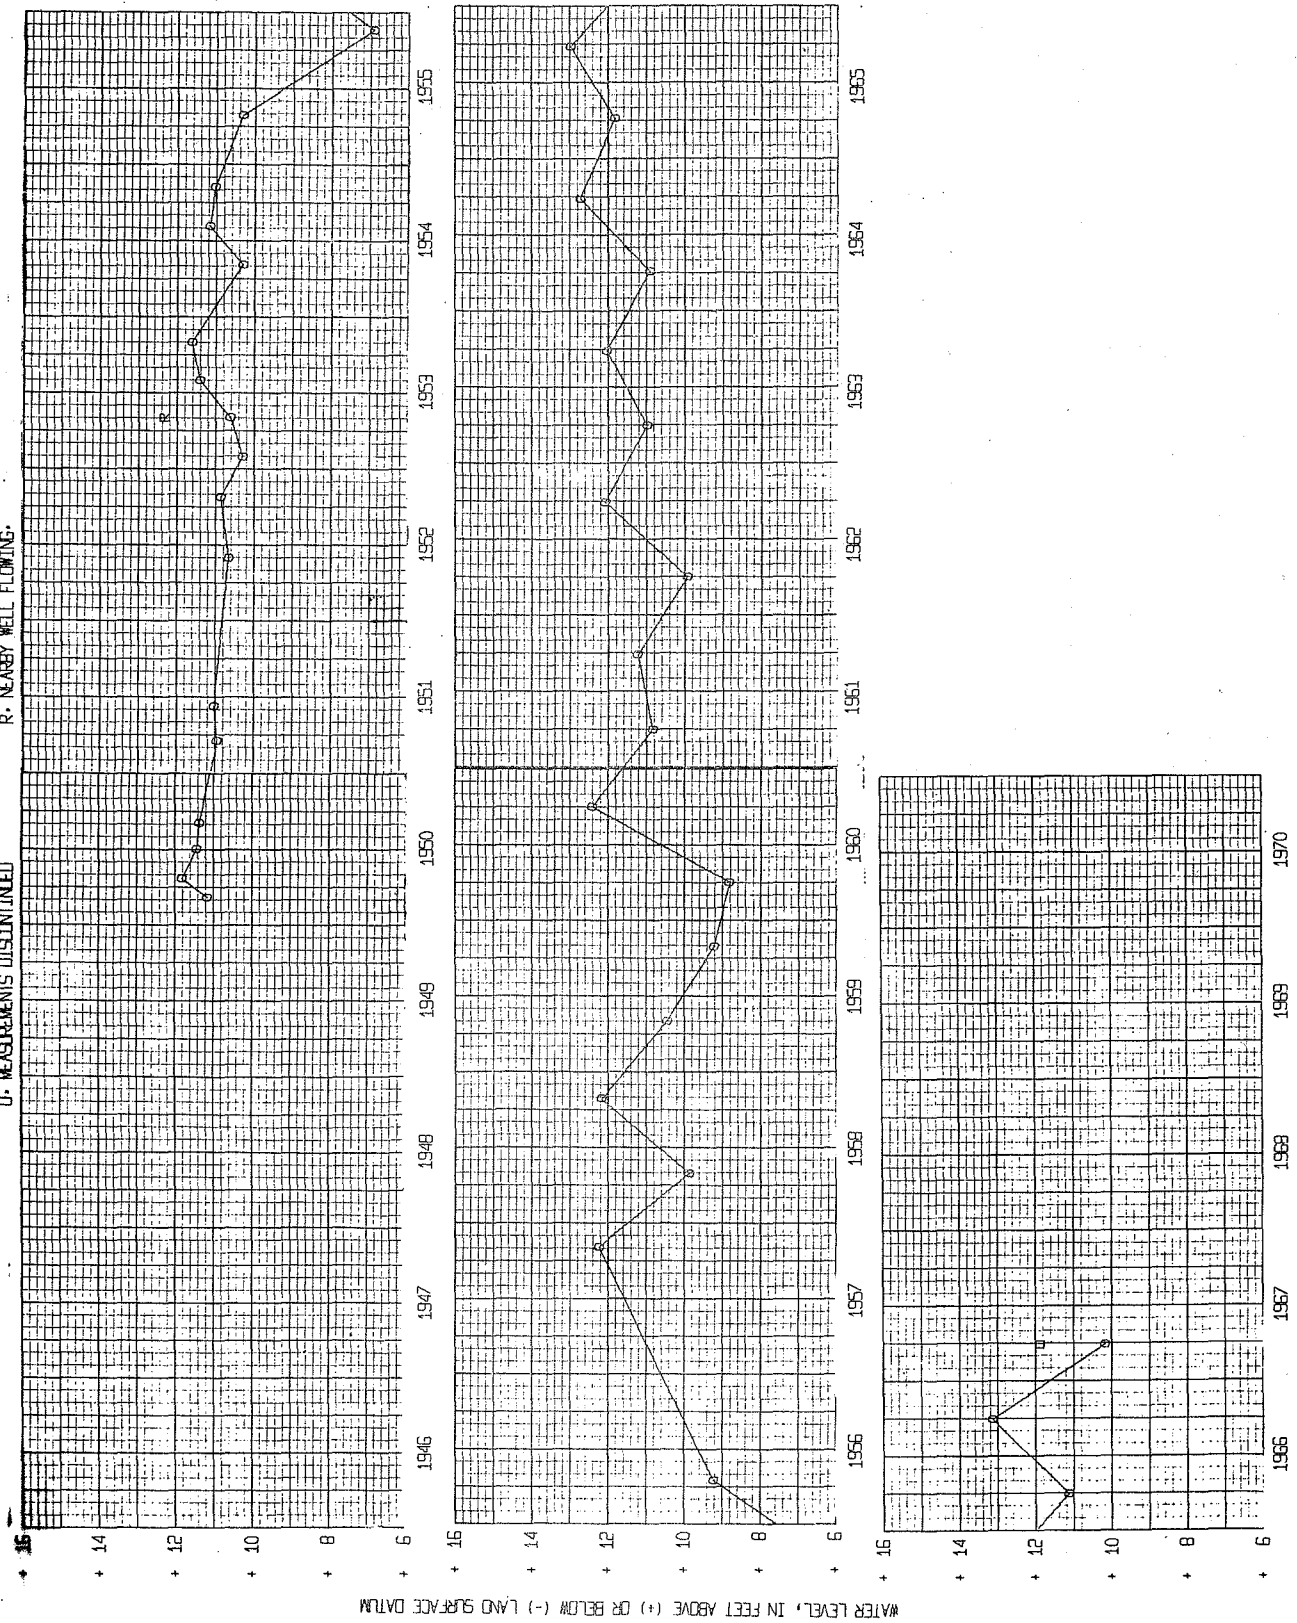 D. MEASUREMENTS DISCONTINUED R. NEARBY WELL FLOWING.
+ 16
+ 14
+ 12
R
+ 10
+ 8
+ 6
1946 1947 1948 1949 1950 1951 1952 1953 1954 1955
WATER LEVEL, IN FEET ABOVE (+) OR BELOW (-) LAND SURFACE DATUM
+ 16
+ 14
+ 12
+ 10
+ 8
+ 6
1956 1957 1958 1959 1960 1961 1962 1963 1964 1965
+ 16
+ 14
+ 12
D
+ 10
+ 8
+ 6
1966 1967 1968 1969 1970